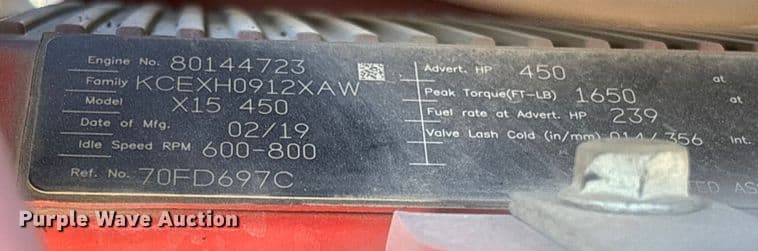 Engine No. 80144723
Family KCEXH0912XAW
Model X15 450
Date of Mfg. 02/19
Idle Speed RPM 600-800
Ref. No. 70FD697C
Advert. HP 450 at
Peak Torque(FT-LB) 1650 at
Fuel rate at Advert. HP 239
Valve Lash Cold (in/mm) Int.
Purple Wave Auction